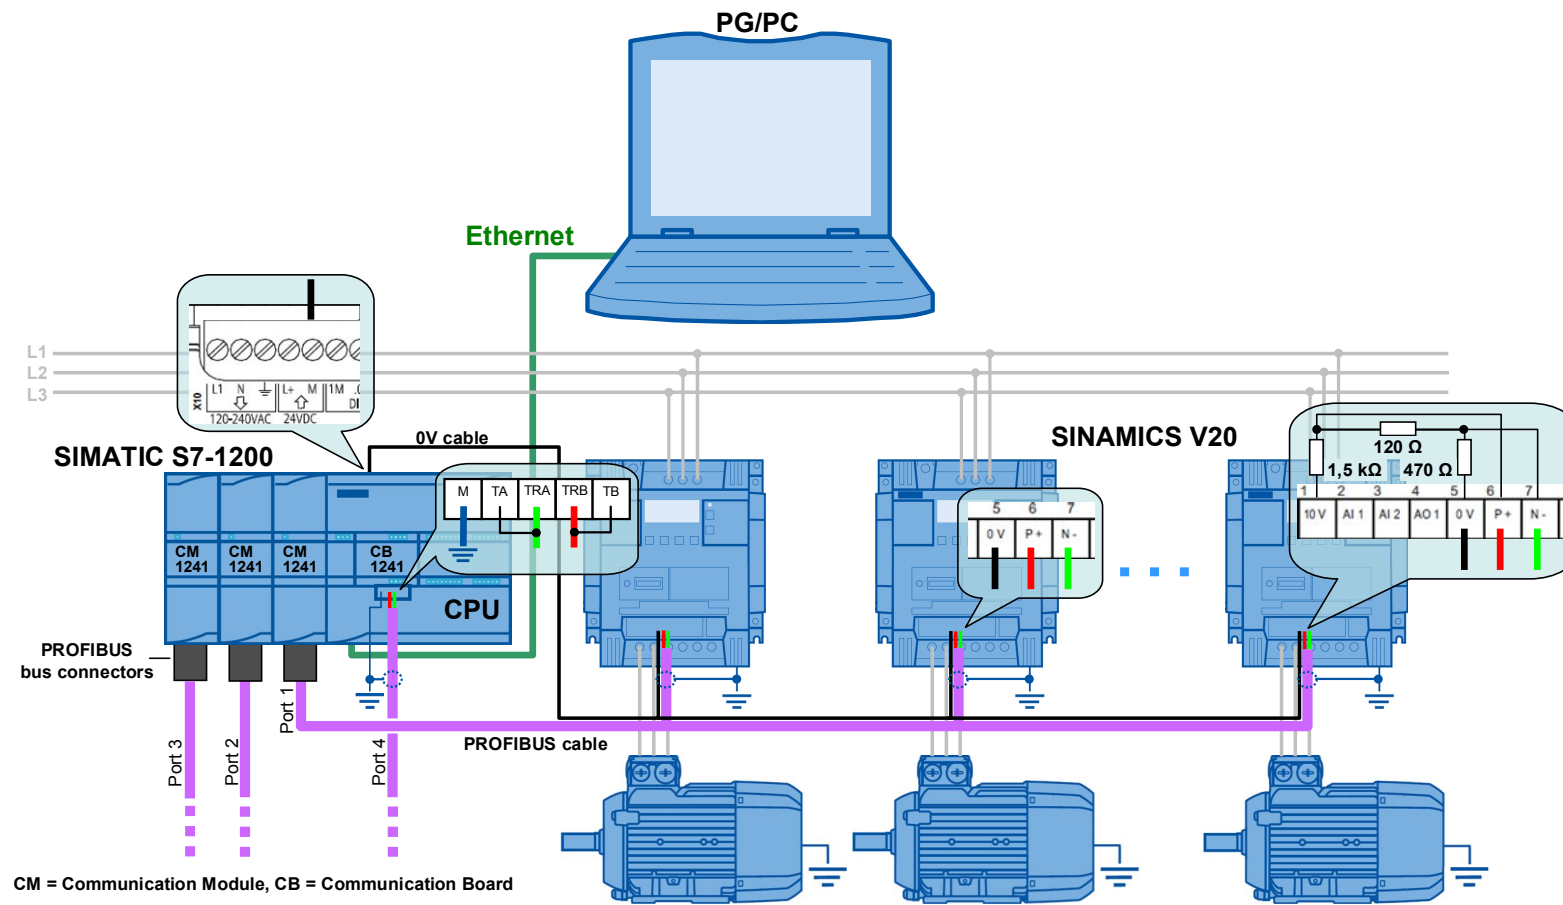 PG/PC
Ethernet
L1
L2
L3
X10
L1 N L+ M 1M .0
120-240VAC 24VDC DI
0V cable
SIMATIC S7-1200
SINAMICS V20
M TA TRA TRB TB
CM
1241
CM
1241
CM
1241
CB
1241
CPU
5 6 7
0 V P + N -
120 Ω
1,5 kΩ 470 Ω
1 2 3 4 5 6 7
10 V AI 1 AI 2 AO 1 0 V P + N -
PROFIBUS
bus connectors
Port 3
Port 2
Port 1
Port 4
PROFIBUS cable
CM = Communication Module, CB = Communication Board